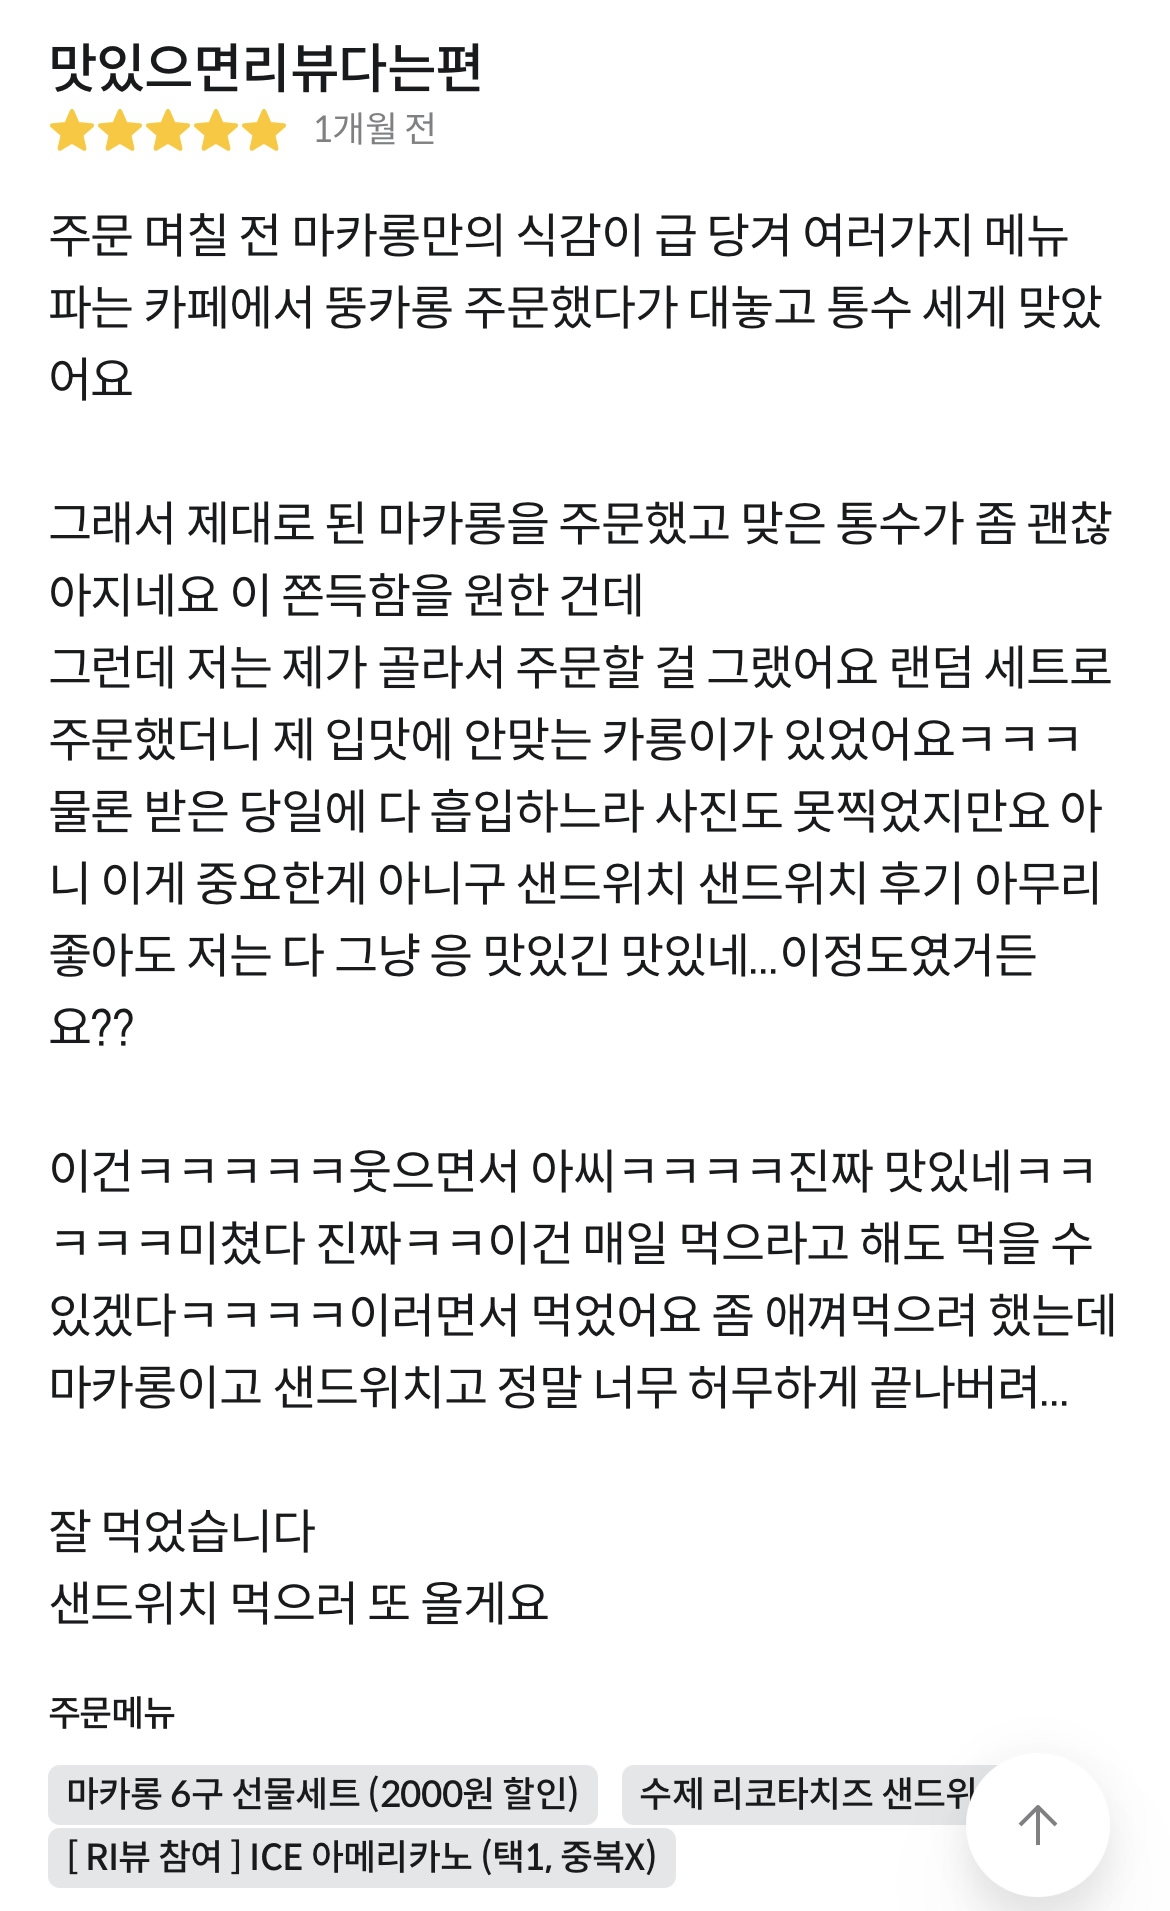 맛있으면리뷰다는편
1개월 전
주문 며칠 전 마카롱만의 식감이 급 당겨 여러가지 메뉴
파는 카페에서 뚱카롱 주문했다가 대놓고 통수 세게 맞았
어요
그래서 제대로 된 마카롱을 주문했고 맞은 통수가 좀 괜찮
아지네요 이 쫀득함을 원한 건데
그런데 저는 제가 골라서 주문할 걸 그랬어요 랜덤 세트로
주문했더니 제 입맛에 안맞는 카롱이가 있었어요ㅋㅋㅋ
물론 받은 당일에 다 흡입하느라 사진도 못찍었지만요 아
니 이게 중요한게 아니구 샌드위치 샌드위치 후기 아무리
좋아도 저는 다 그냥 응 맛있긴 맛있네...이정도였거든
요??
이건ㅋㅋㅋㅋㅋ웃으면서 아씨ㅋㅋㅋㅋ진짜 맛있네ㅋㅋ
ㅋㅋㅋ미쳤다 진짜ㅋㅋ이건 매일 먹으라고 해도 먹을 수
있겠다ㅋㅋㅋㅋ이러면서 먹었어요 좀 애껴먹으려 했는데
마카롱이고 샌드위치고 정말 너무 허무하게 끝나버려...
잘 먹었습니다
샌드위치 먹으러 또 올게요
주문메뉴
마카롱 6구 선물세트 (2000원 할인) 수제 리코타치즈 샌드위
[ RI뷰 참여 ] ICE 아메리카노 (택1, 중복X)